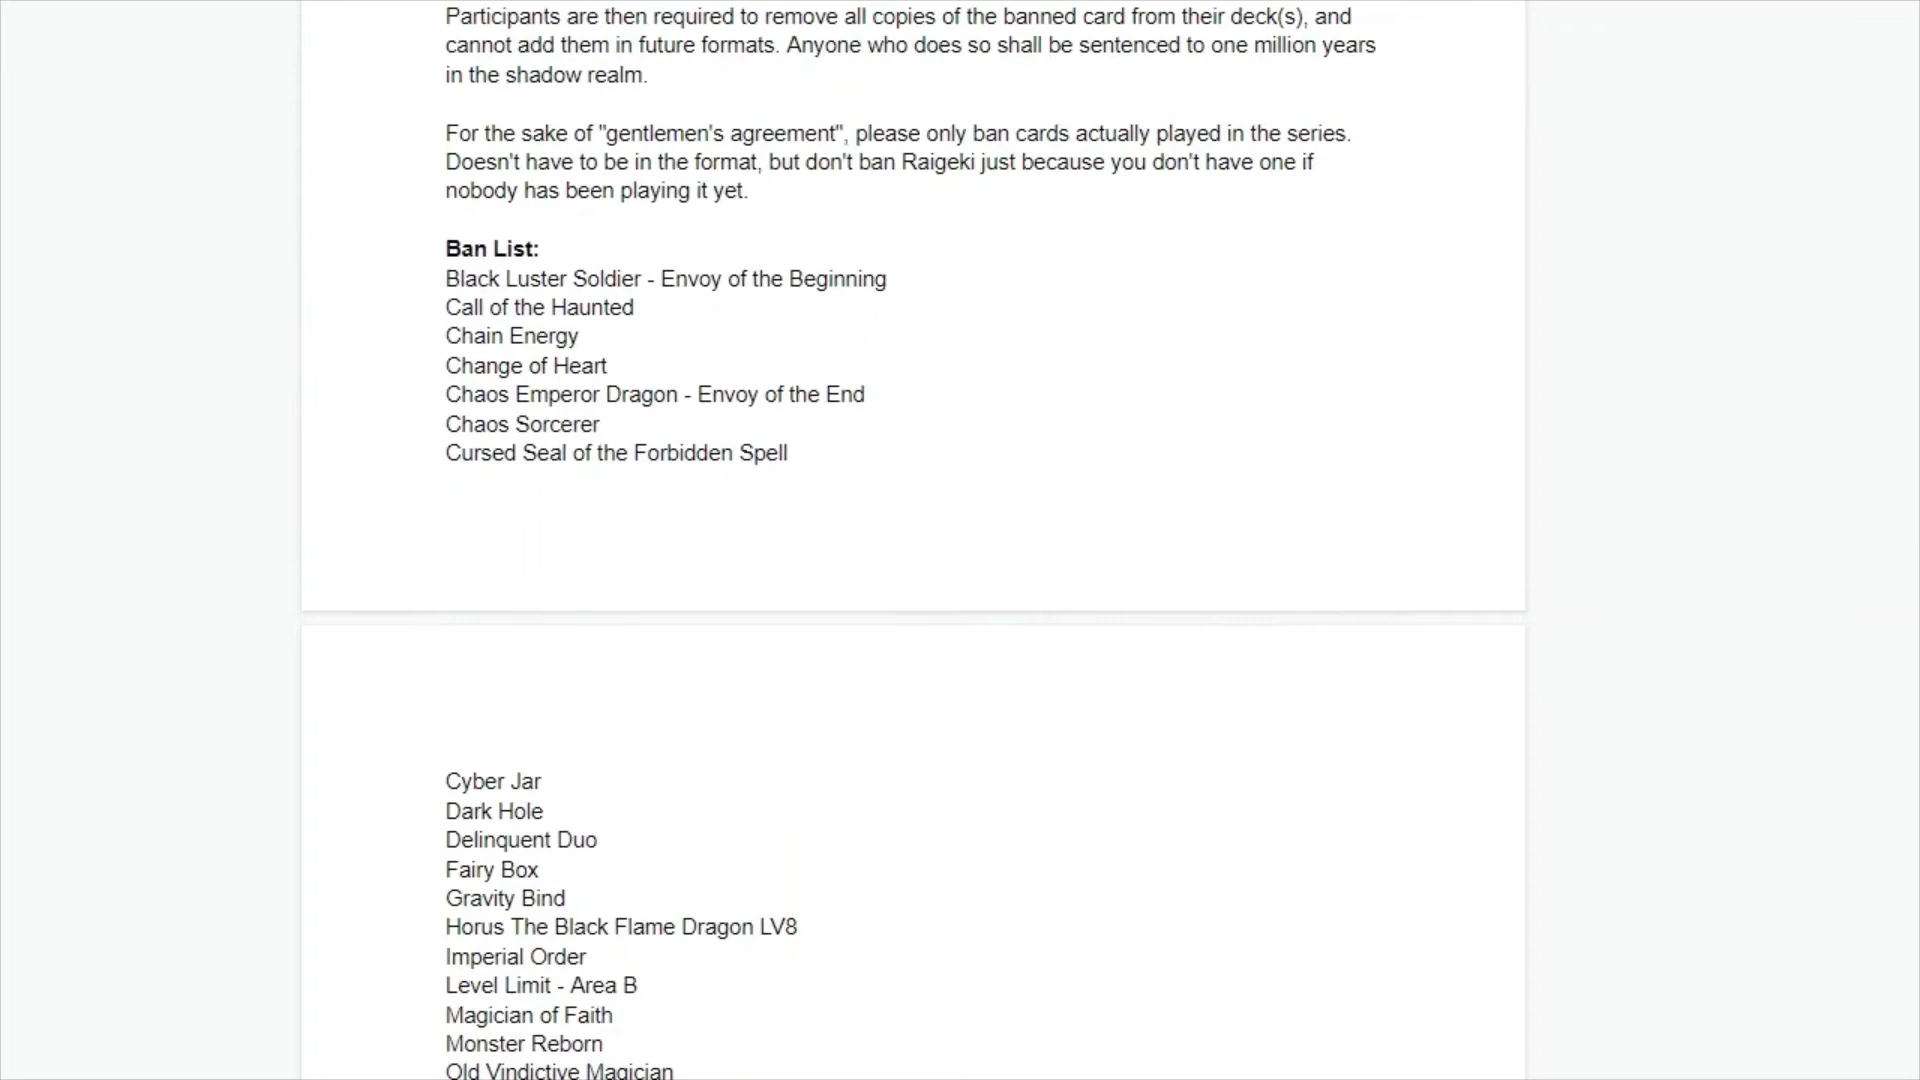 Participants are then required to remove all copies of the banned card from their deck(s), and
cannot add them in future formats. Anyone who does so shall be sentenced to one million years
in the shadow realm.
For the sake of "gentlemen's agreement", please only ban cards actually played in the series.
Doesn't have to be in the format, but don't ban Raigeki just because you don't have one if
nobody has been playing it yet.
Ban List:
Black Luster Soldier - Envoy of the Beginning
Call of the Haunted
Chain Energy
Change of Heart
Chaos Emperor Dragon - Envoy of the End
Chaos Sorcerer
Cursed Seal of the Forbidden Spell
Cyber Jar
Dark Hole
Delinquent Duo
Fairy Box
Gravity Bind
Horus The Black Flame Dragon LV8
Imperial Order
Level Limit - Area B
Magician of Faith
Monster Reborn
Old Vindictive Magician